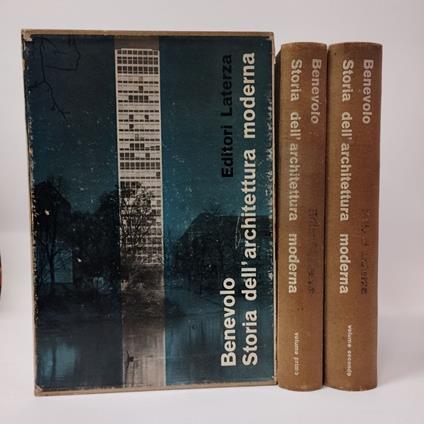 Benevolo
Storia dell'architettura moderna
Editori Laterza
Benevolo
Storia dell'architettura moderna
volume primo
Benevolo
Storia dell'architettura moderna
volume secondo